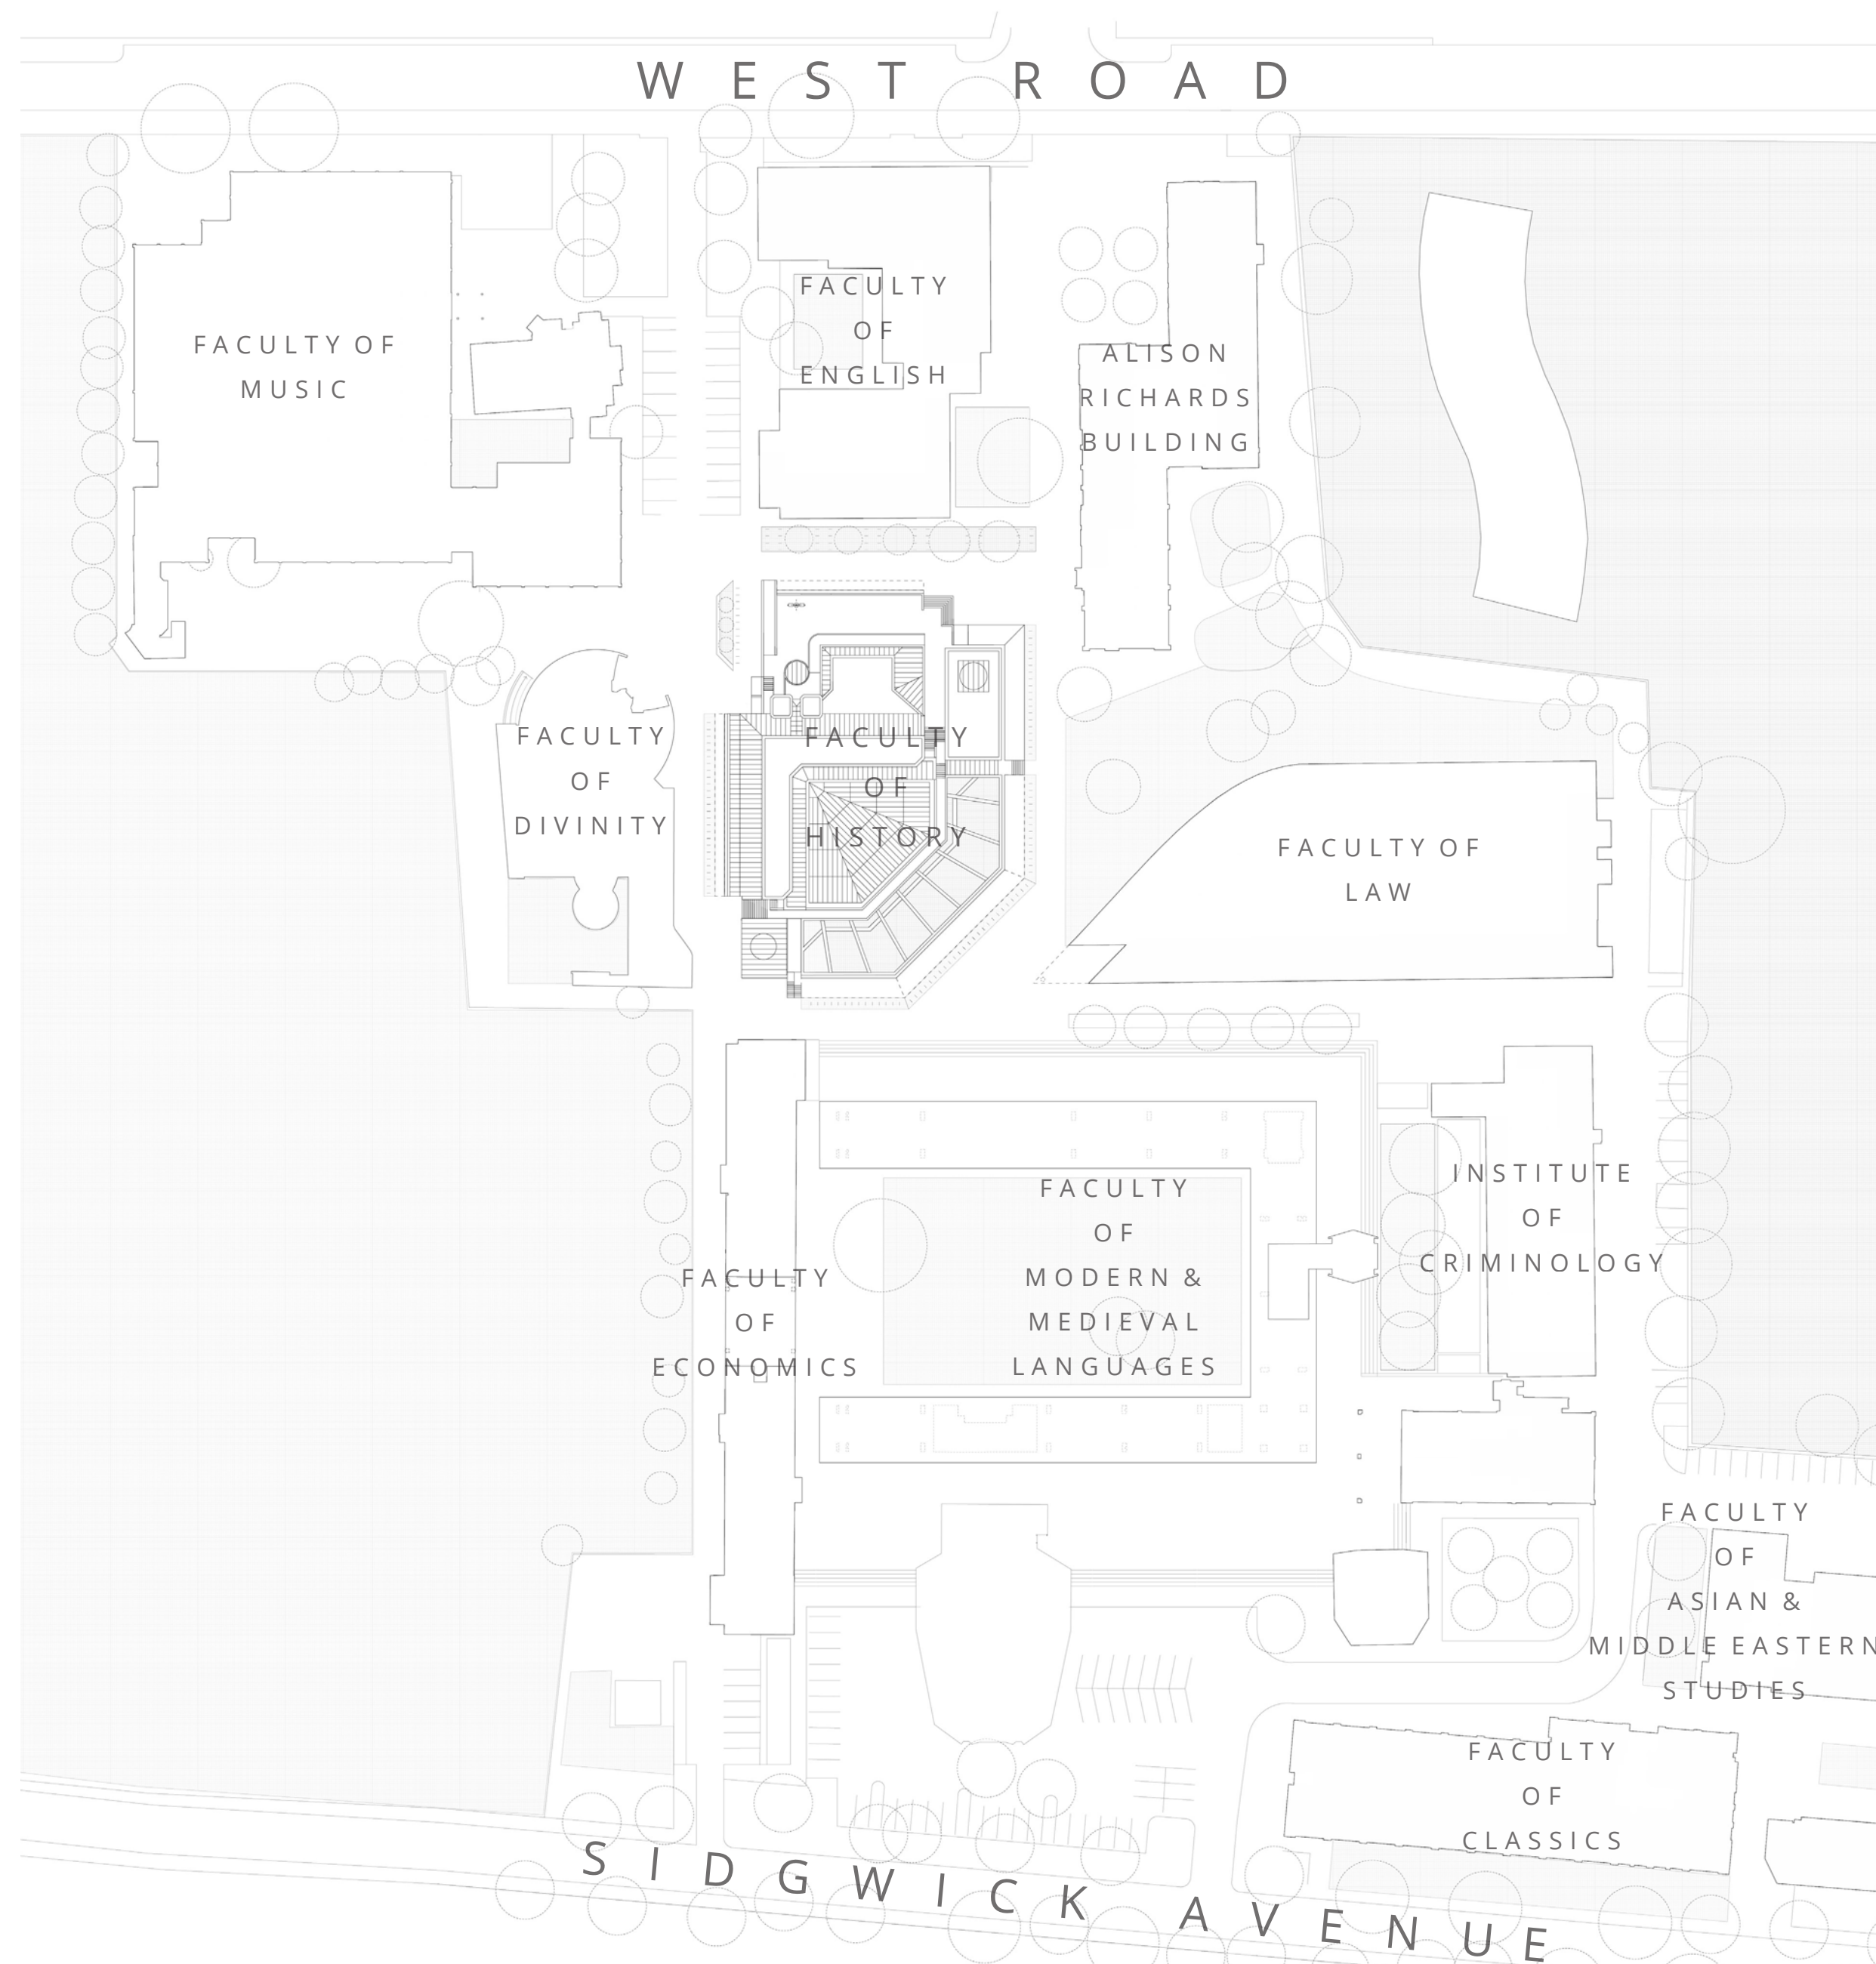 WEST ROAD
FACULTY OF
MUSIC
FACULTY
OF
ENGLISH
ALISON
RICHARDS
BUILDING
FACULTY
OF
DIVINITY
FACULTY
OF
HISTORY
FACULTY OF
LAW
FACULTY
OF
ECONOMICS
FACULTY
OF
MODERN &
MEDIEVAL
LANGUAGES
INSTITUTE
OF
CRIMINOLOGY
FACULTY
OF
ASIAN &
MIDDLE EASTERN
STUDIES
FACULTY
OF
CLASSICS
SIDGWICK AVENUE